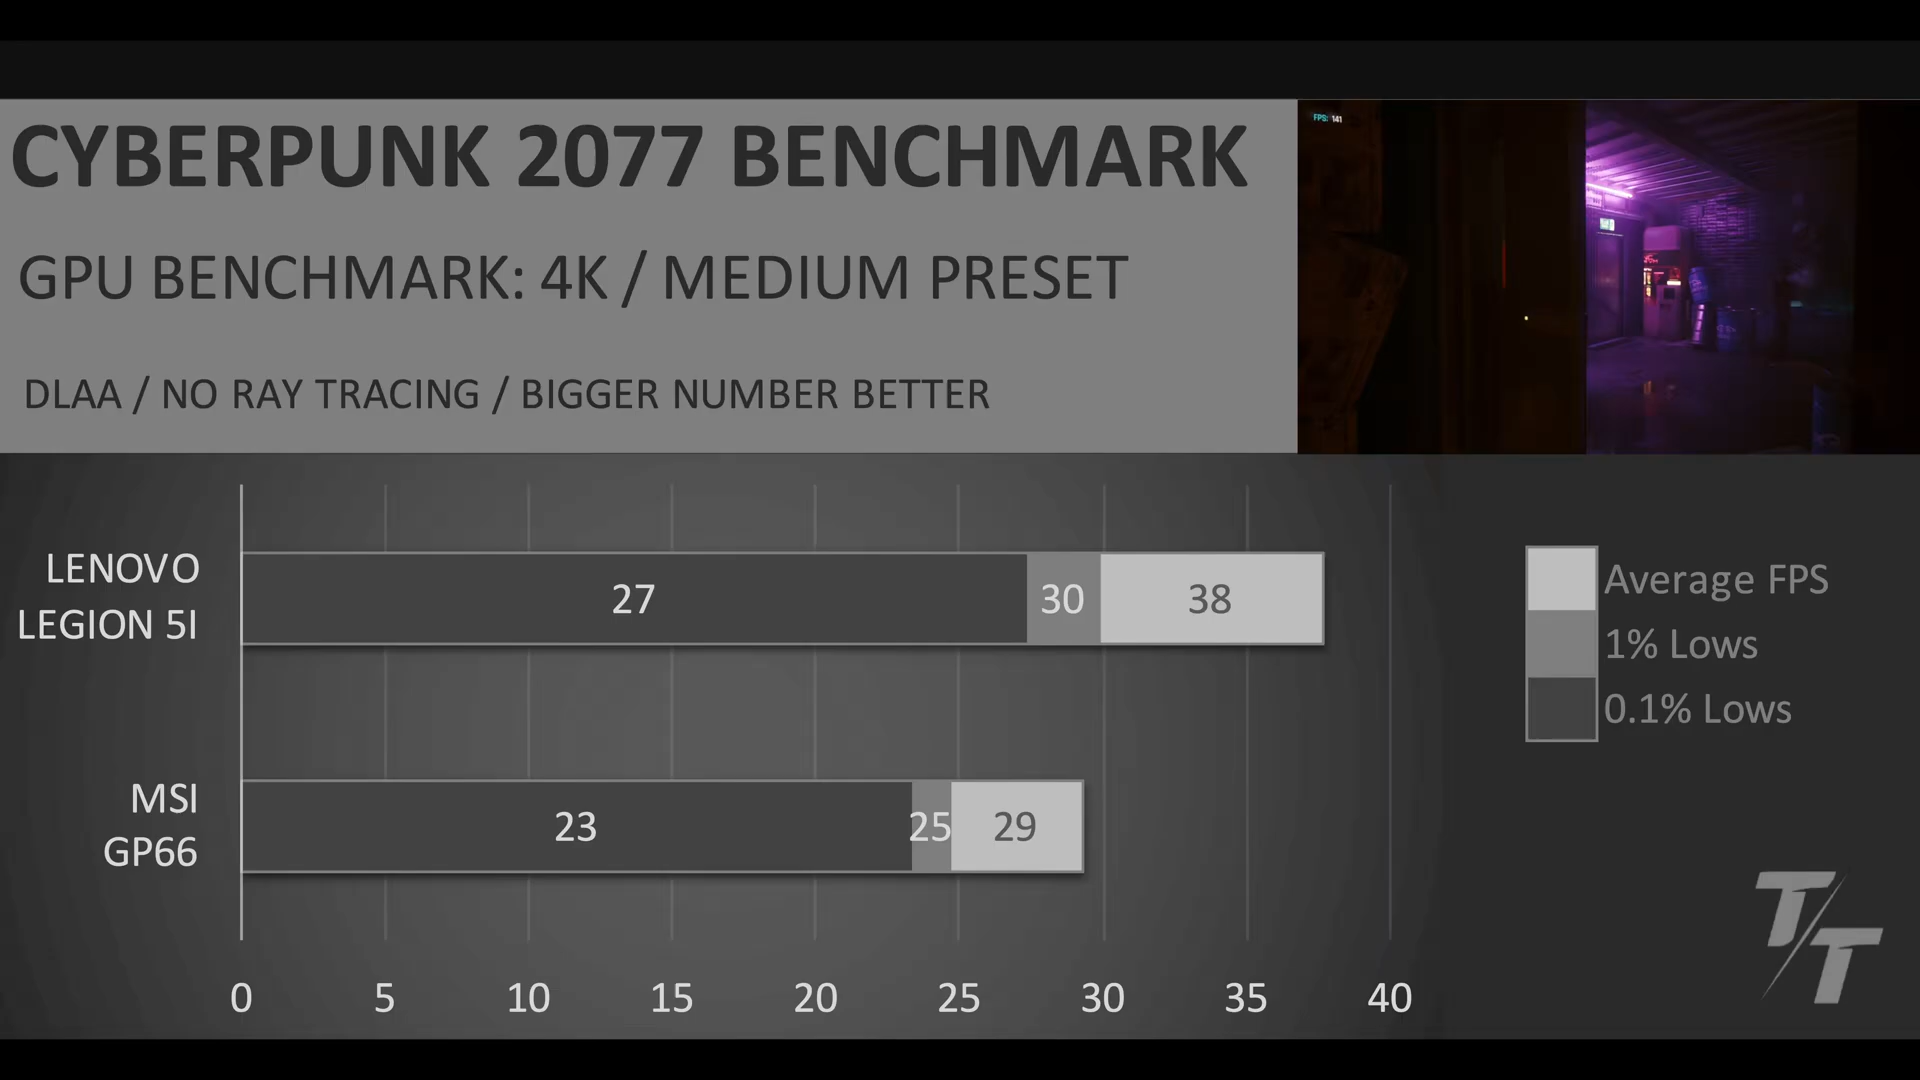 CYBERPUNK 2077 BENCHMARK
FPS: 141
GPU BENCHMARK: 4K / MEDIUM PRESET
DLAA / NO RAY TRACING / BIGGER NUMBER BETTER
LENOVO
LEGION 5I
27
30
38
Average FPS
1% Lows
0.1% Lows
MSI
GP66
23
25
29
T/T
0
5
10
15
20
25
30
35
40